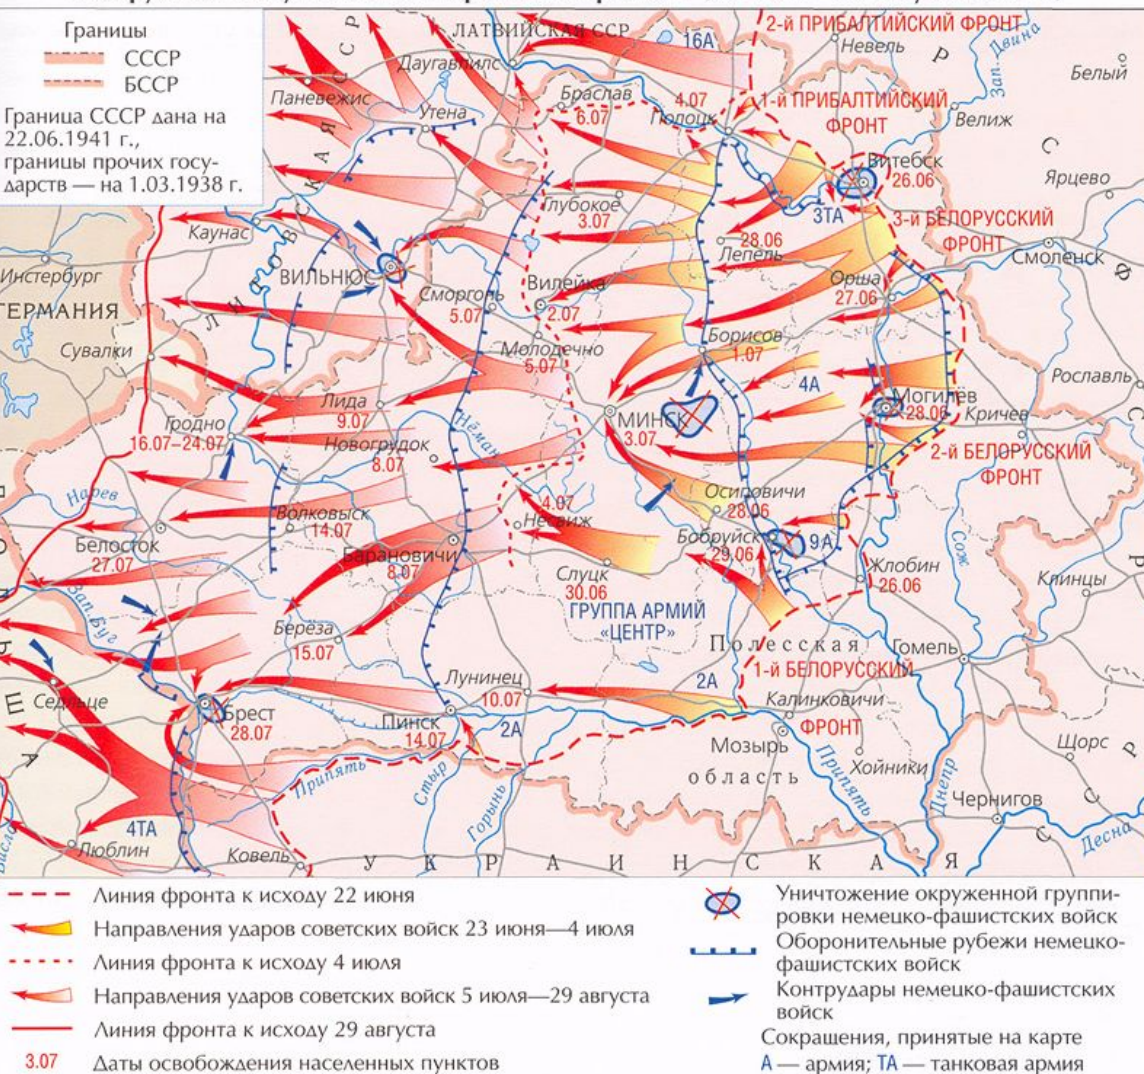 Границы
СССР
БССР
Граница СССР дана на
22.06.1941 г.,
границы прочих госу-
дарств — на 1.03.1938 г.
ЛАТВИЙСКАЯ ССР
16А
2-й ПРИБАЛТИЙСКИЙ ФРОНТ
Невель
Р
Зап. Двина
Белый
Даугавпилс
Паневежис
Утена
Браслав
6.07
4.07
Полоцк
1-й ПРИБАЛТИЙСКИЙ
ФРОНТ
Велиж
С
Витебск
26.06
Ярцево
Глубокое
3.07
3ТА
3-й БЕЛОРУССКИЙ
ФРОНТ
Смоленск
Ф
Каунас
ЛИТОВСКАЯ ССР
28.06
Лепель
Инстербург
ВИЛЬНЮС
Вилейка
2.07
Орша
27.06
ГЕРМАНИЯ
Сморгонь
5.07
Сувалки
Молодечно
5.07
Борисов
1.07
4А
Рославль
С
Лида
9.07
МИНСК
3.07
Могилёв
28.06
Кричев
Гродно
16.07–24.07
Неман
Новогрудок
8.07
2-й БЕЛОРУССКИЙ
ФРОНТ
Нарев
Осиповичи
28.06
Волковыск
14.07
4.07
Несвиж
Белосток
27.07
Барановичи
8.07
Бобруйск
29.06
9А
Сож
Жлобин
26.06
Р
Слуцк
30.06
Клинцы
Зап. Буг
ГРУППА АРМИЙ
«ЦЕНТР»
Берёза
15.07
Полесская
Гомель
1-й БЕЛОРУССКИЙ
Ш
Седльце
Лунинец
10.07
2А
Калинковичи
ФРОНТ
Брест
28.07
Пинск
14.07
2А
Мозырь
Щорс
Р
А
Хойники
область
Припять
Стырь
Горынь
Припять
Днепр
Чернигов
С
С
Десна
4ТА
Люблин
Ковель
УКРАИНСКАЯ
Линия фронта к исходу 22 июня
Направления ударов советских войск 23 июня—4 июля
Линия фронта к исходу 4 июля
Направления ударов советских войск 5 июля—29 августа
Линия фронта к исходу 29 августа
3.07 Даты освобождения населенных пунктов
Уничтожение окруженной группи-
ровки немецко-фашистских войск
Оборонительные рубежи немецко-
фашистских войск
Контрудары немецко-фашистских
войск
Сокращения, принятые на карте
А — армия; ТА — танковая армия